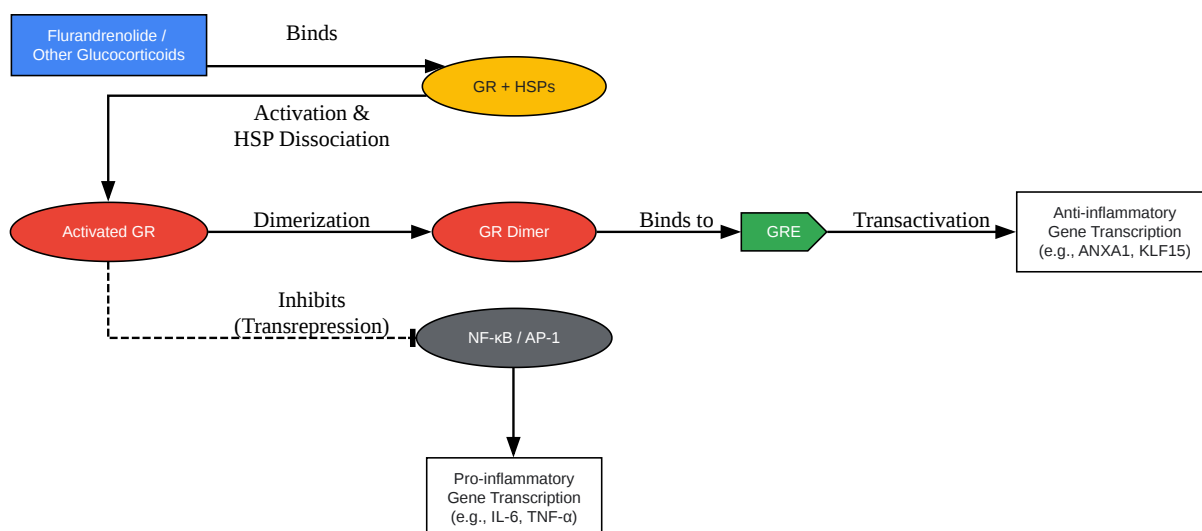 Flurandrenolide /
Other Glucocorticoids
Binds
GR + HSPs
Activation &
HSP Dissociation
Activated GR
Dimerization
GR Dimer
Binds to
GRE
Transactivation
Anti-inflammatory
Gene Transcription
(e.g., ANXA1, KLF15)
Inhibits
(Transrepression)
NF-κB / AP-1
Pro-inflammatory
Gene Transcription
(e.g., IL-6, TNF-α)